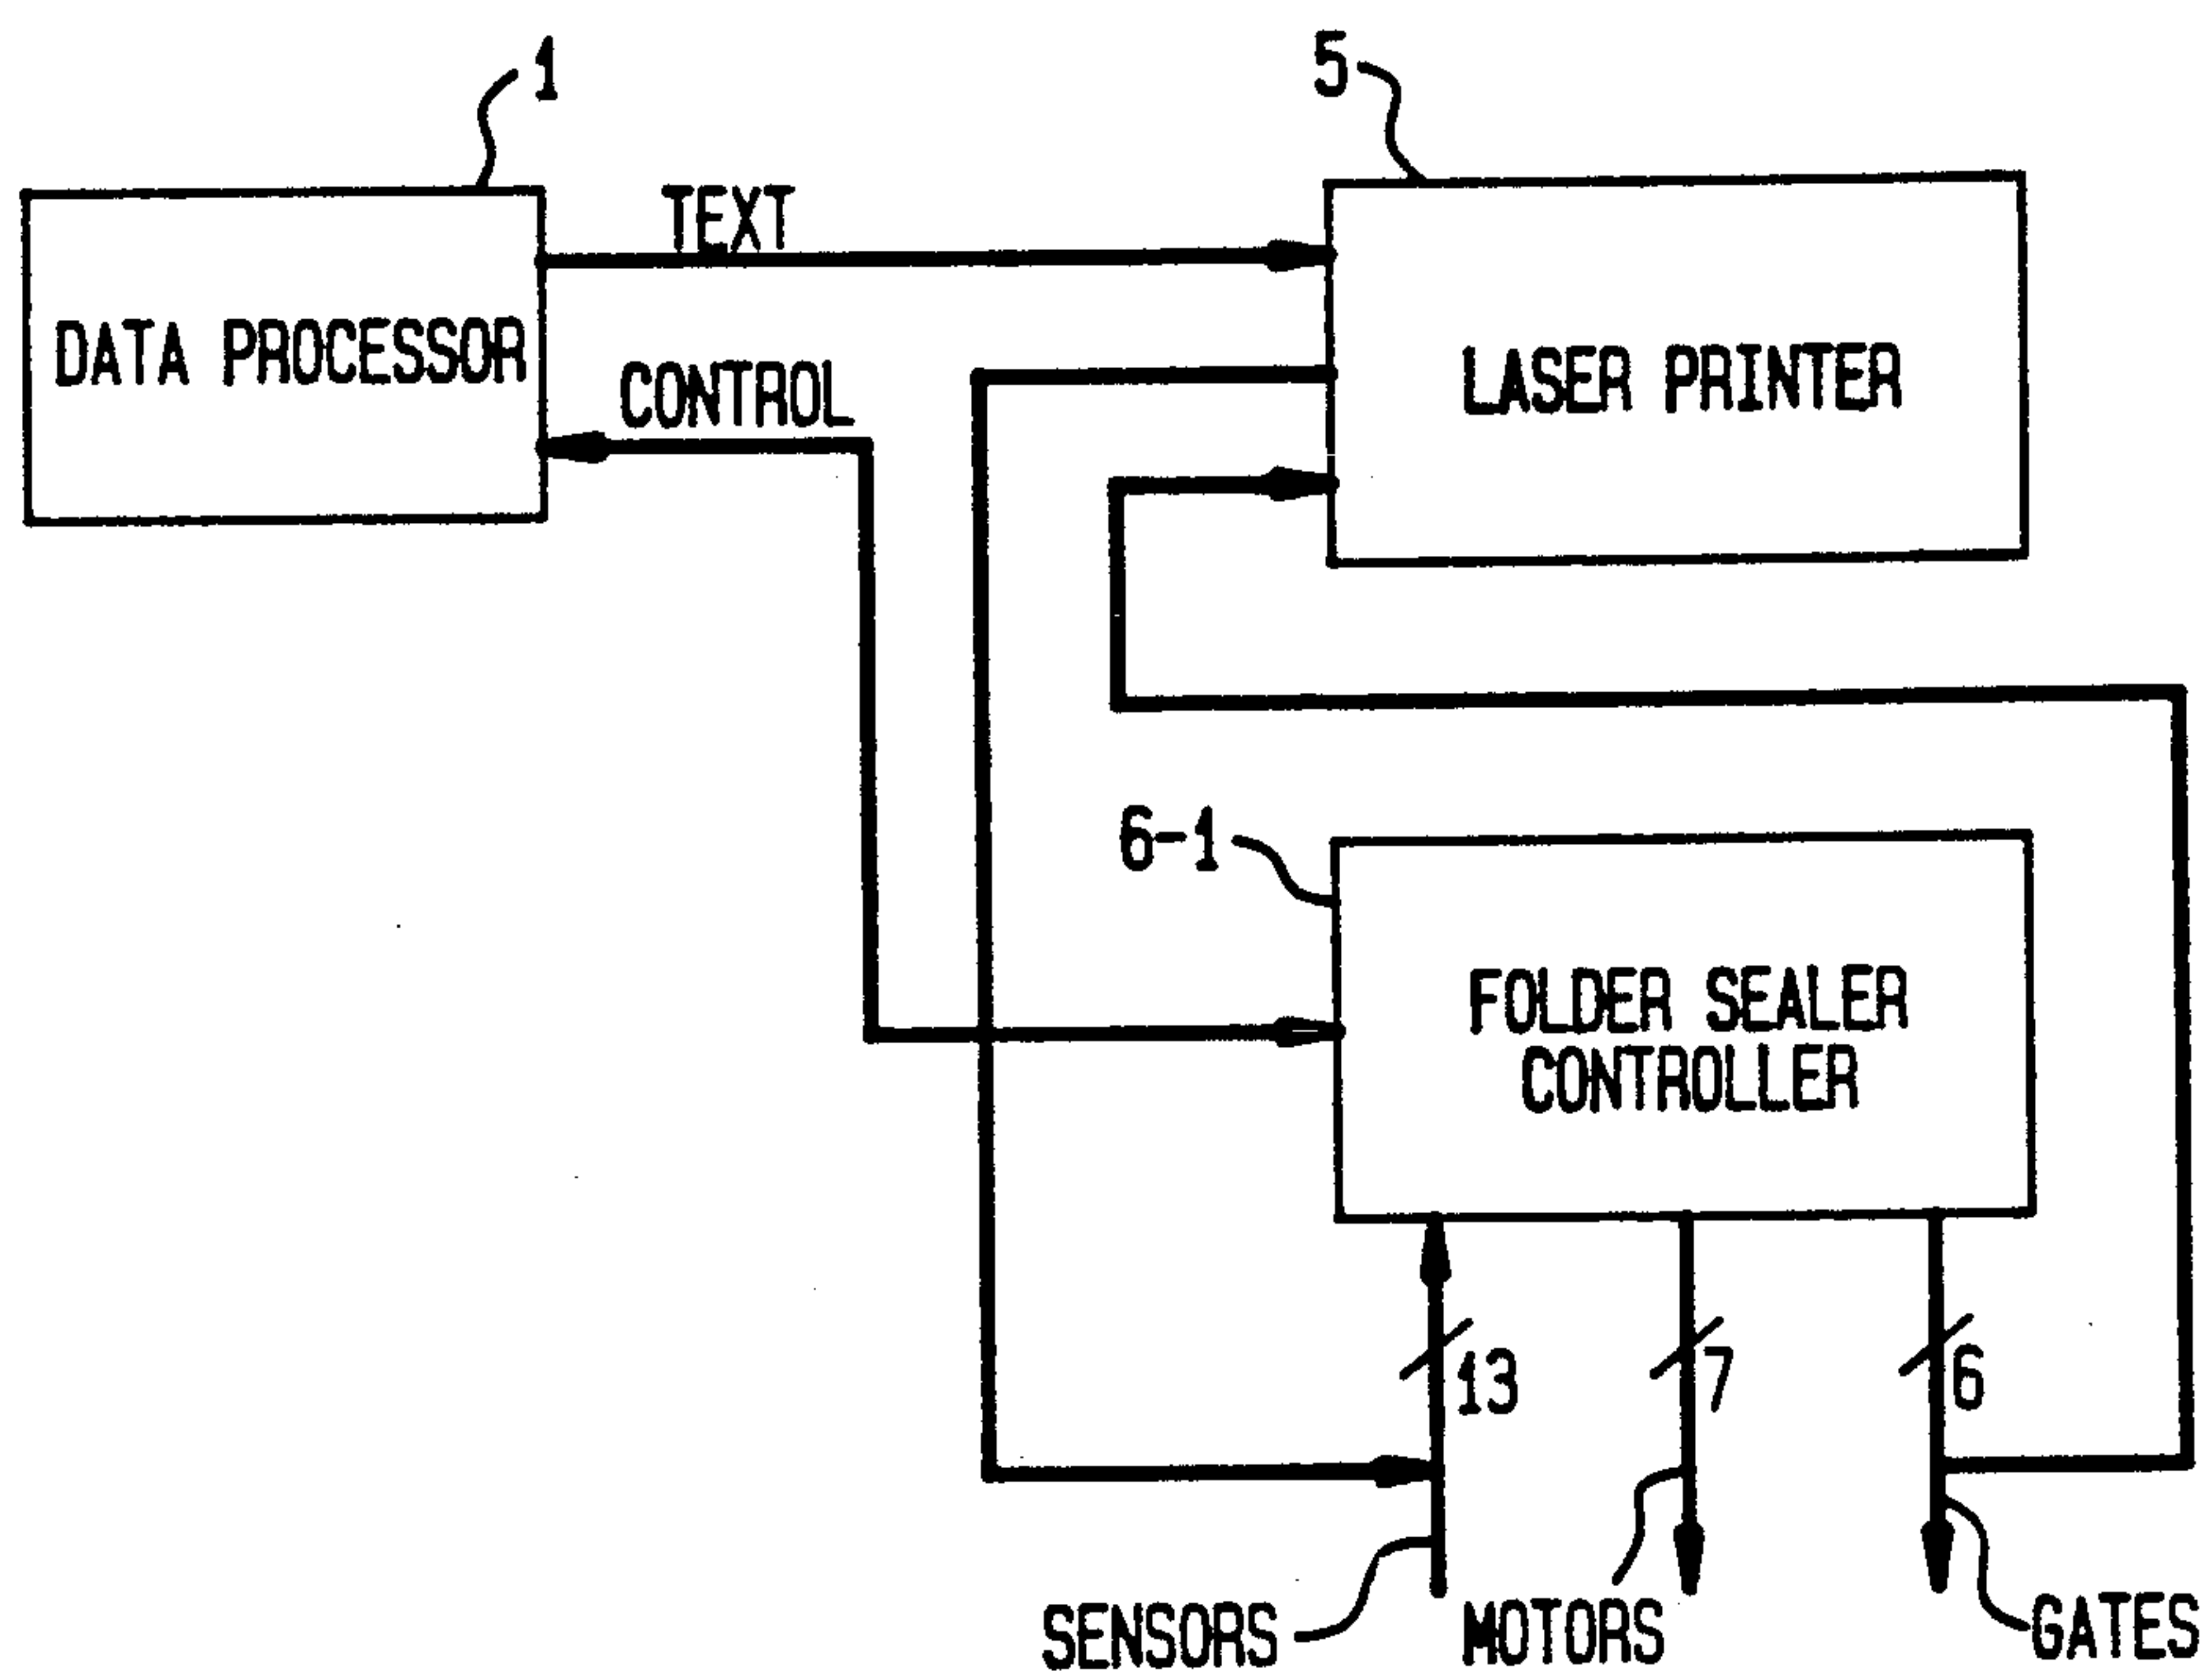 1
5
TEXT
DATA PROCESSOR
CONTROL
LASER PRINTER
6-1
FOLDER SEALER
CONTROLLER
13
7
6
SENSORS
MOTORS
GATES